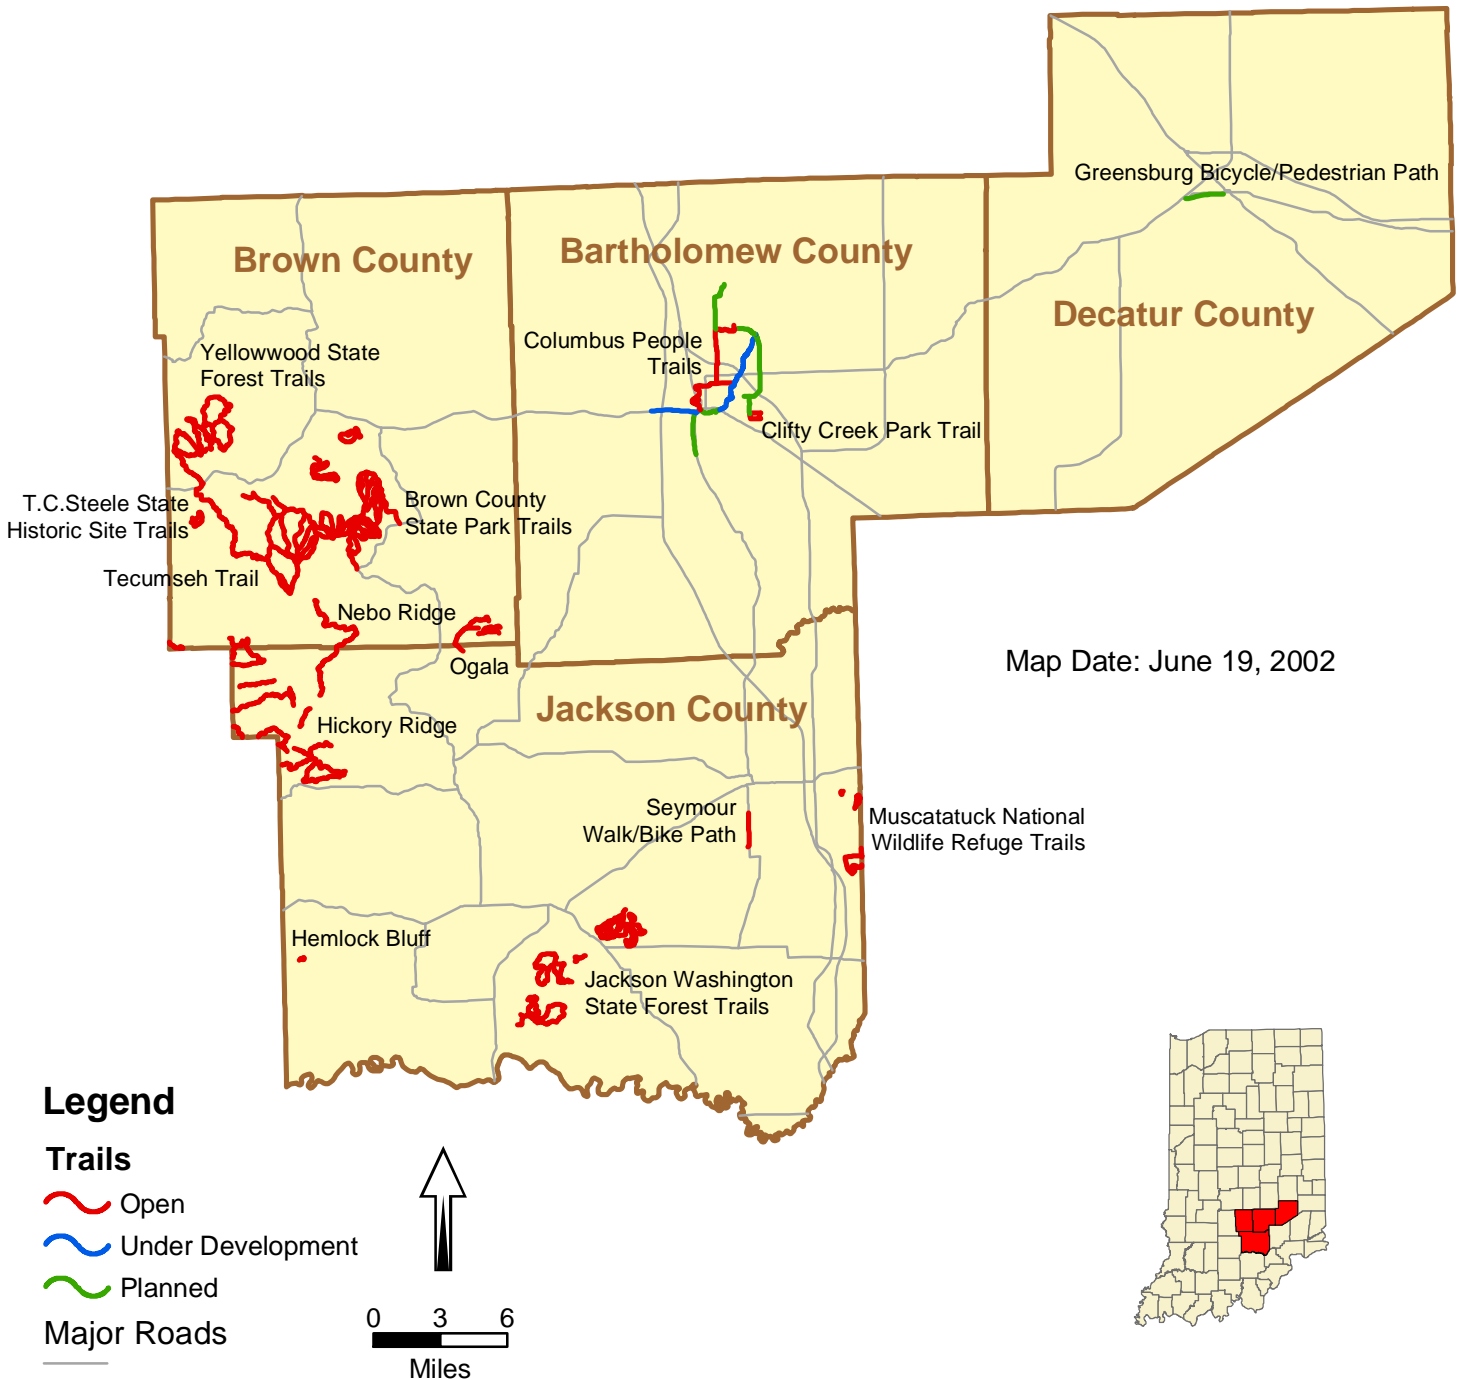 Greensburg Bicycle/Pedestrian Path
Brown County
Bartholomew County
Decatur County
Columbus People
Trails
Yellowwood State
Forest Trails
Clifty Creek Park Trail
T.C.Steele State
Historic Site Trails
Brown County
State Park Trails
Tecumseh Trail
Nebo Ridge
Ogala
Map Date: June 19, 2002
Jackson County
Hickory Ridge
Seymour
Walk/Bike Path
Muscatatuck National
Wildlife Refuge Trails
Hemlock Bluff
Jackson Washington
State Forest Trails
Legend
Trails
Open
Under Development
Planned
Major Roads
0 3 6
Miles